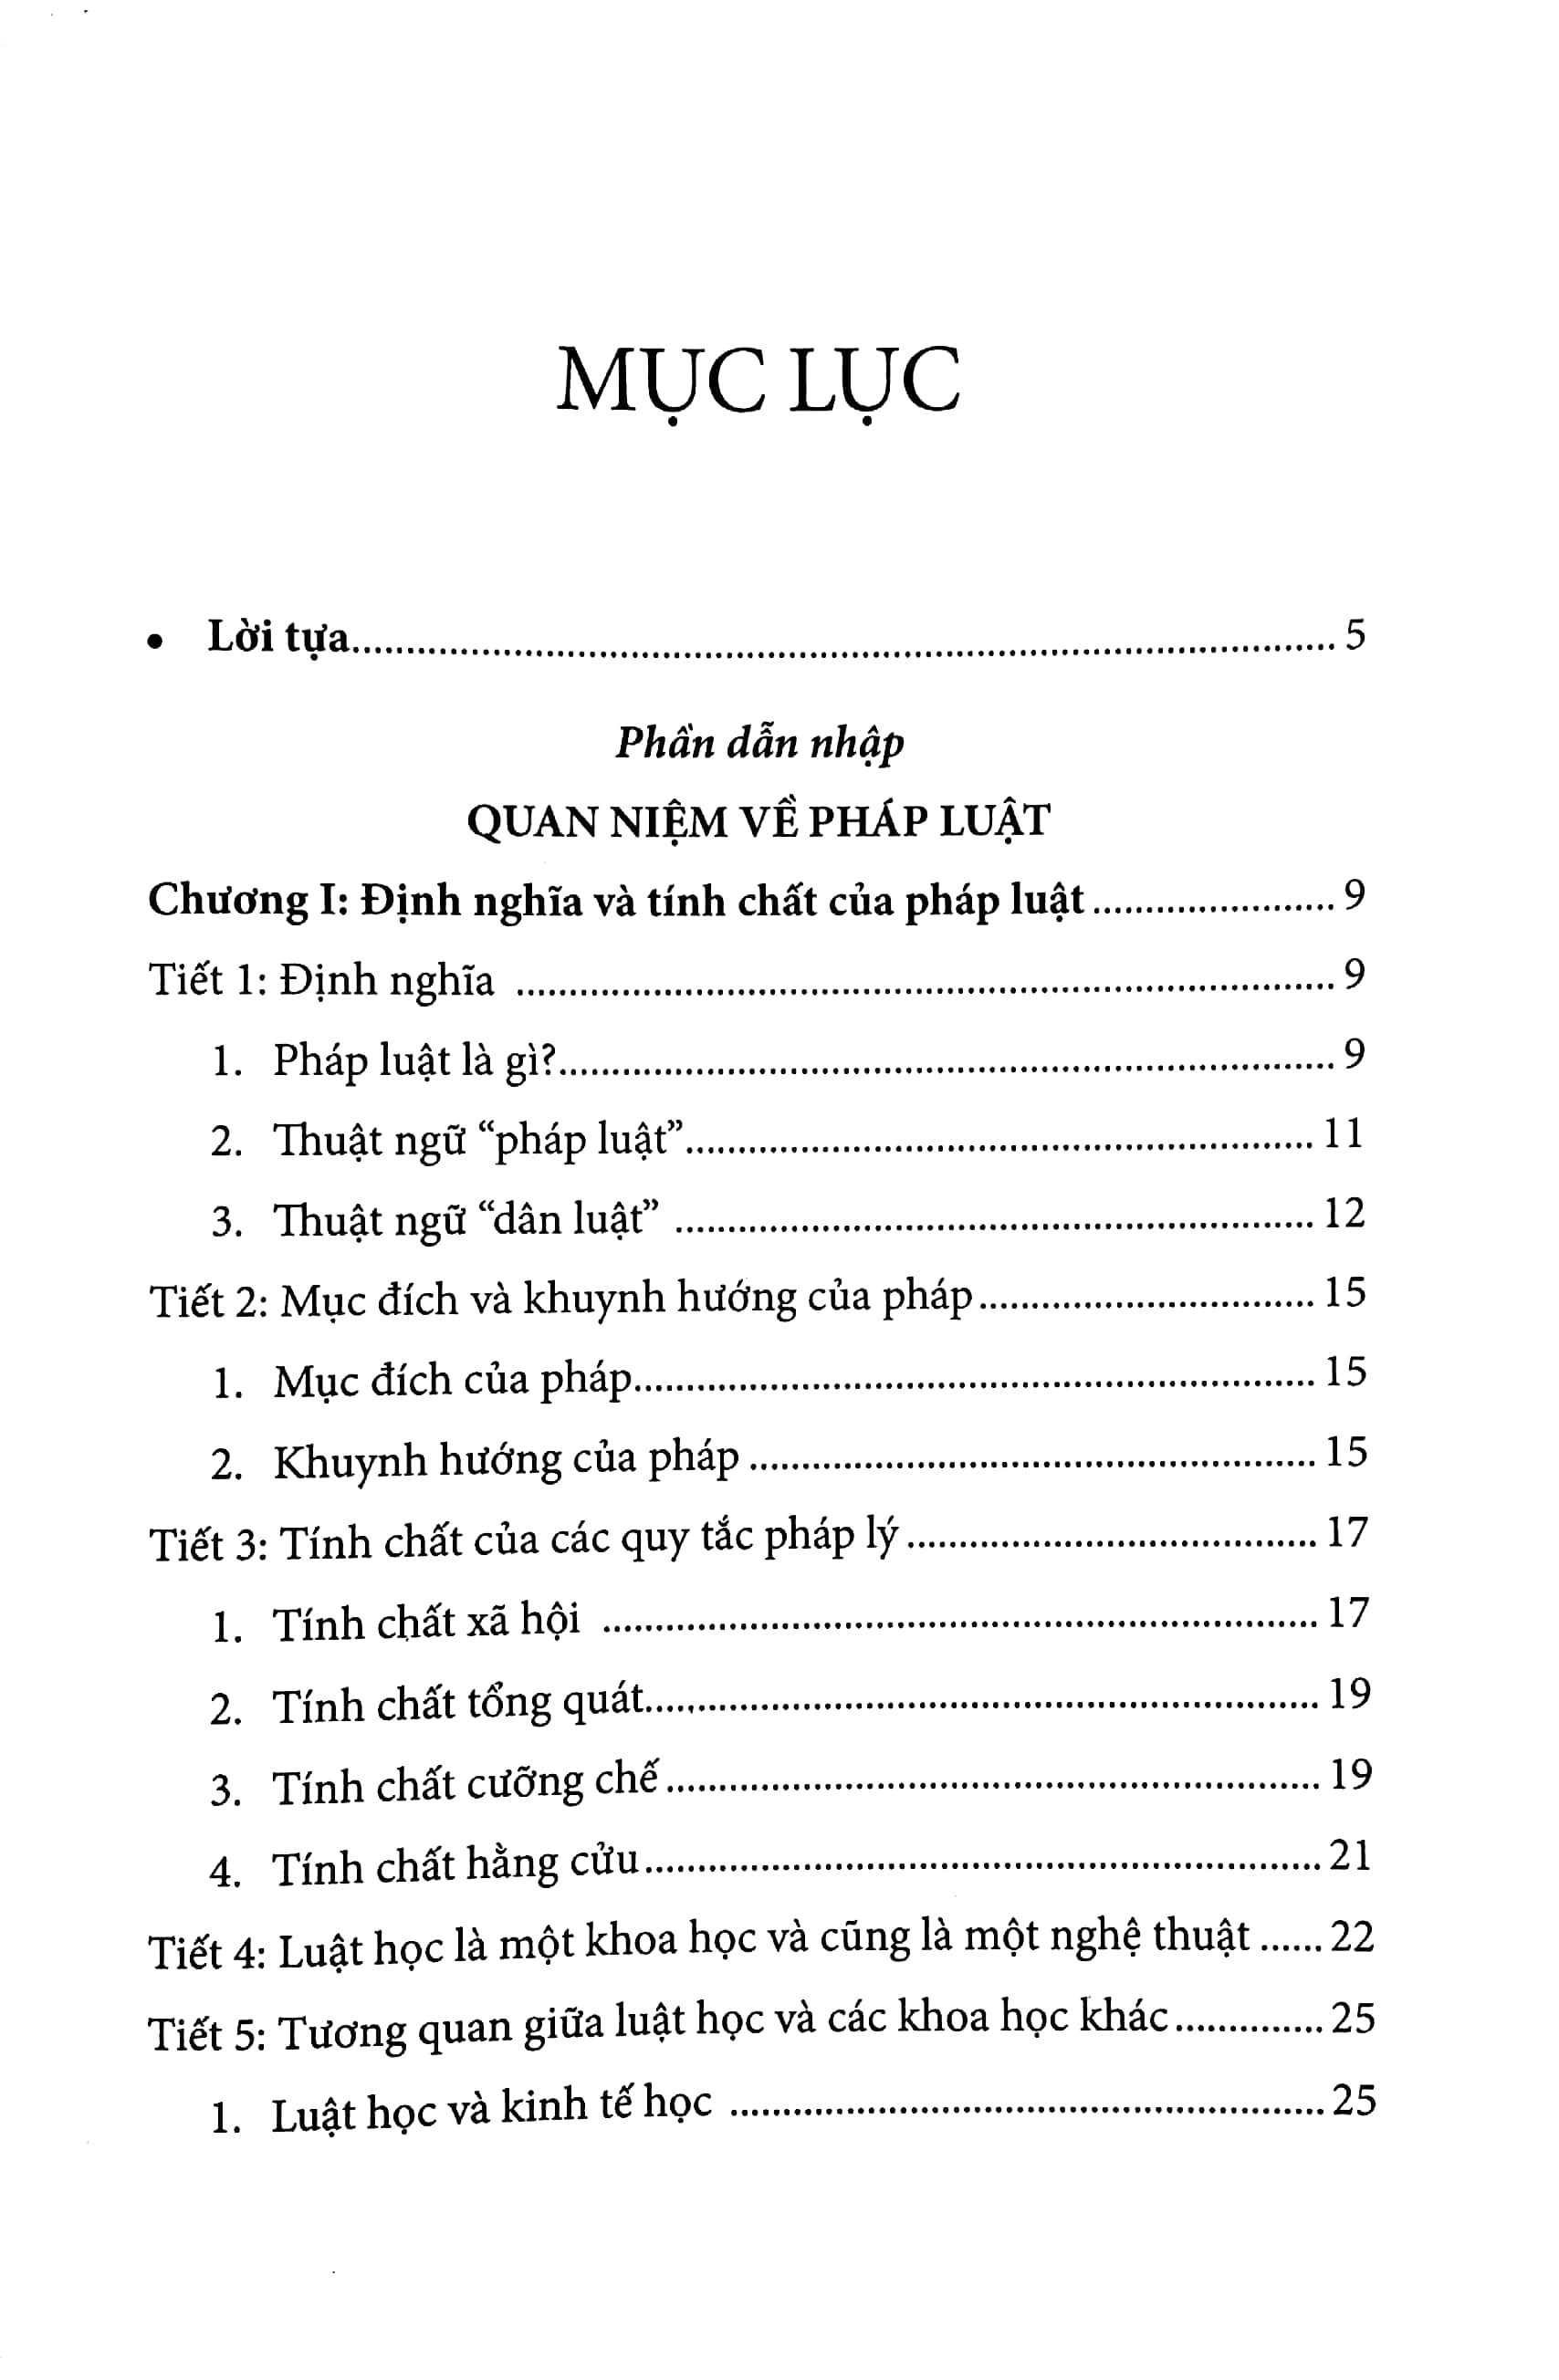 MỤC LỤC
• Lời tựa........................................................................ 5
Phần dẫn nhập
QUAN NIỆM VỀ PHÁP LUẬT
Chương I: Định nghĩa và tính chất của pháp luật....................... 9
Tiết 1: Định nghĩa ........................................................................ 9
1. Pháp luật là gì?........................................................................ 9
2. Thuật ngữ “pháp luật”............................................................ 11
3. Thuật ngữ “dân luật” ............................................................ 12
Tiết 2: Mục đích và khuynh hướng của pháp................................ 15
1. Mục đích của pháp................................................................ 15
2. Khuynh hướng của pháp ...................................................... 15
Tiết 3: Tính chất của các quy tắc pháp lý....................................... 17
1. Tính chất xã hội .................................................................... 17
2. Tính chất tổng quát................................................................ 19
3. Tính chất cưỡng chế.............................................................. 19
4. Tính chất hằng cửu................................................................ 21
Tiết 4: Luật học là một khoa học và cũng là một nghệ thuật ...... 22
Tiết 5: Tương quan giữa luật học và các khoa học khác.............. 25
1. Luật học và kinh tế học ........................................................ 25